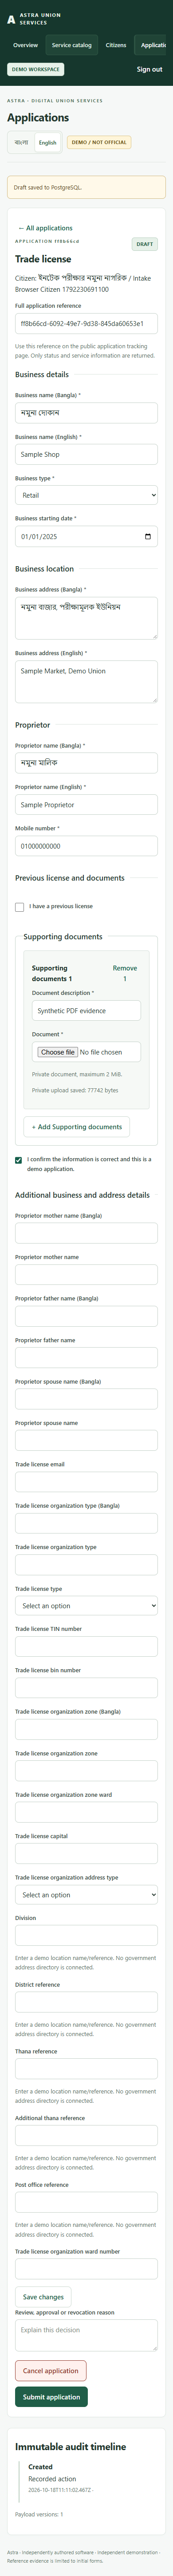 A ASTRA UNION SERVICES
Overview Service catalog Citizens Applicatio
DEMO WORKSPACE Sign out
ASTRA · DIGITAL UNION SERVICES
Applications
বাংলা English DEMO / NOT OFFICIAL
Draft saved to PostgreSQL.
← All applications
APPLICATION ff8b66cd
DRAFT
Trade license
Citizen: ইনটেক পরীক্ষার নমুনা নাগরিক / Intake
Browser Citizen 1792230691100
Full application reference
ff8b66cd-6092-49e7-9d38-845da60653e1
Use this reference on the public application tracking
page. Only status and service information are returned.
Business details
Business name (Bangla) *
নমুনা দোকান
Business name (English) *
Sample Shop
Business type *
Retail
Business starting date *
01/01/2025
Business location
Business address (Bangla) *
নমুনা বাজার, পরীক্ষামূলক ইউনিয়ন
Business address (English) *
Sample Market, Demo Union
Proprietor
Proprietor name (Bangla) *
নমুনা মালিক
Proprietor name (English) *
Sample Proprietor
Mobile number *
01000000000
Previous license and documents
I have a previous license
Supporting documents
Supporting documents 1
Remove 1
Document description *
Synthetic PDF evidence
Document *
Choose file No file chosen
Private document, maximum 2 MiB.
Private upload saved: 77742 bytes
+ Add Supporting documents
I confirm the information is correct and this is a
demo application.
Additional business and address details
Proprietor mother name (Bangla)
Proprietor mother name
Proprietor father name (Bangla)
Proprietor father name
Proprietor spouse name (Bangla)
Proprietor spouse name
Trade license email
Trade license organization type (Bangla)
Trade license organization type
Trade license type
Select an option
Trade license TIN number
Trade license bin number
Trade license organization zone (Bangla)
Trade license organization zone
Trade license organization zone ward
Trade license capital
Trade license organization address type
Select an option
Division
Enter a demo location name/reference. No government
address directory is connected.
District reference
Enter a demo location name/reference. No government
address directory is connected.
Thana reference
Enter a demo location name/reference. No government
address directory is connected.
Additional thana reference
Enter a demo location name/reference. No government
address directory is connected.
Post office reference
Enter a demo location name/reference. No government
address directory is connected.
Trade license organization ward number
Save changes
Review, approval or revocation reason
Explain this decision
Cancel application
Submit application
Immutable audit timeline
Created
Recorded action
2026-10-18T11:11:02.467Z ·
Payload versions: 1
Astra · Independently authored software · Independent demonstration ·
Reference evidence is limited to initial forms.